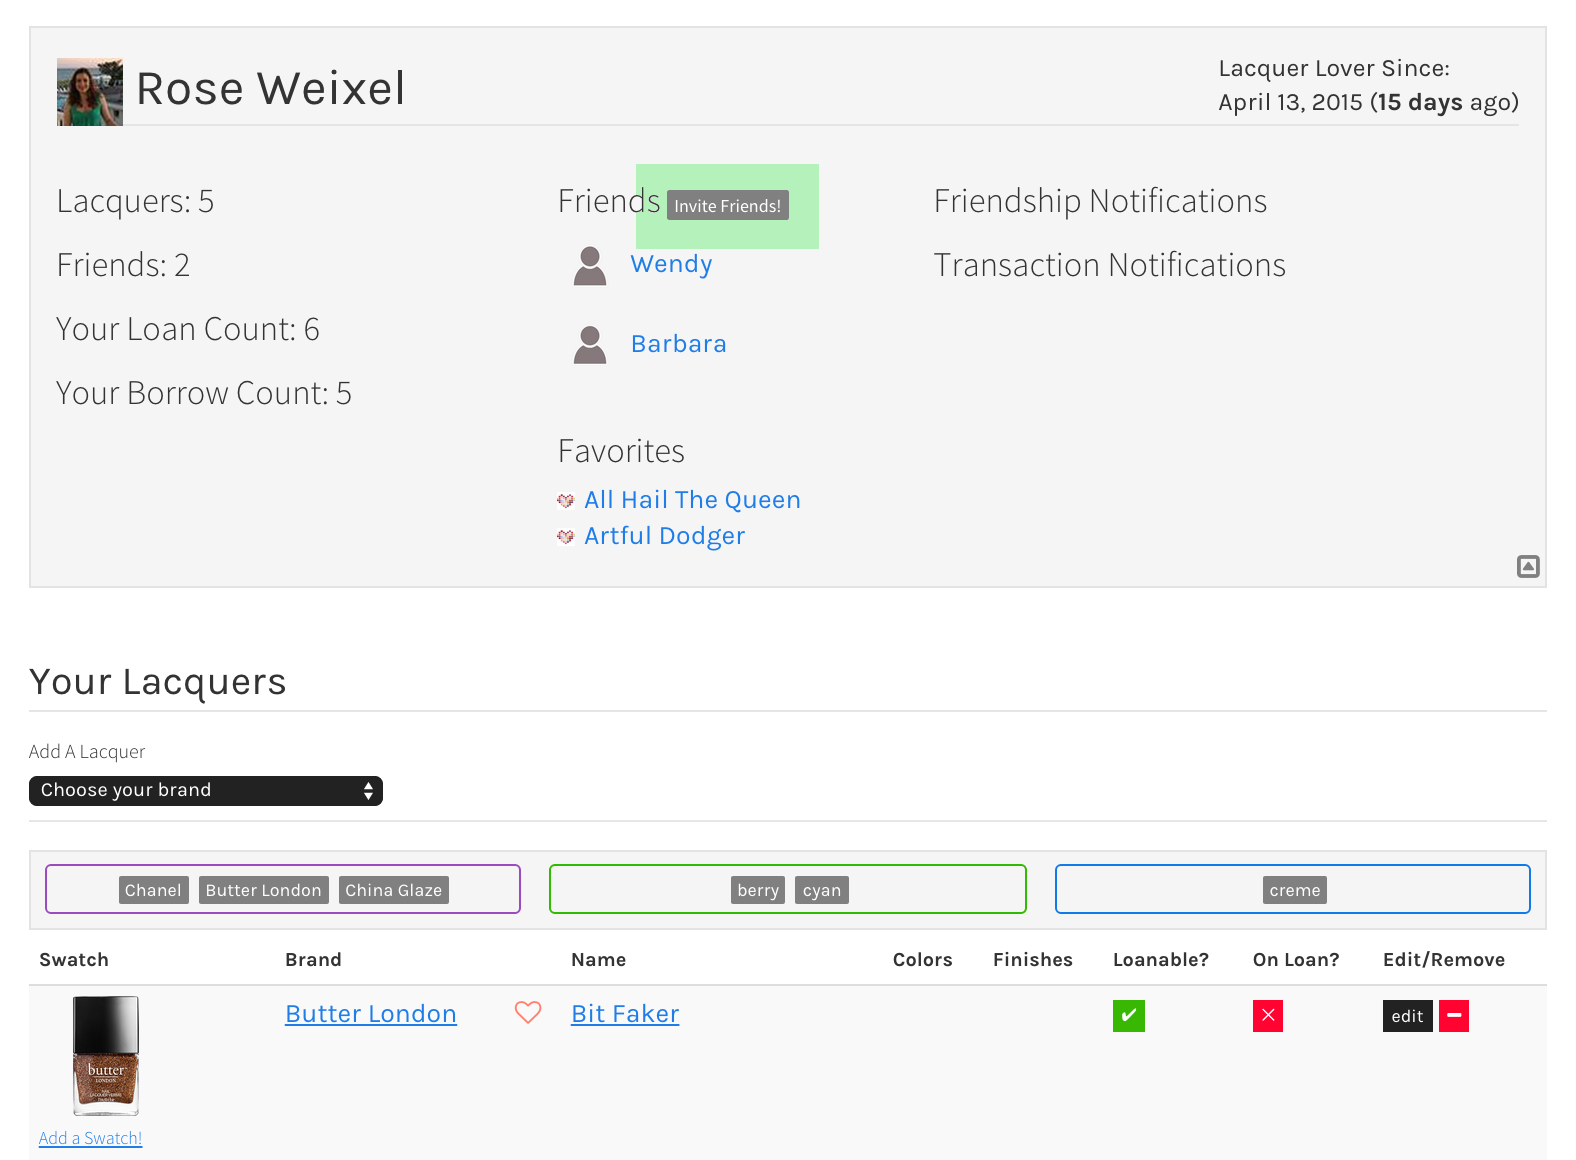 Rose Weixel
Lacquer Lover Since:
April 13, 2015 (15 days ago)
Lacquers: 5
Friends: 2
Your Loan Count: 6
Your Borrow Count: 5
Friends Invite Friends!
Wendy
Barbara
Favorites
All Hail The Queen
Artful Dodger
Friendship Notifications
Transaction Notifications
Your Lacquers
Add A Lacquer
Choose your brand
Chanel Butter London China Glaze berry cyan creme
Swatch Brand Name Colors Finishes Loanable? On Loan? Edit/Remove
Butter London Bit Faker edit
butter
LONDON
Add a Swatch!